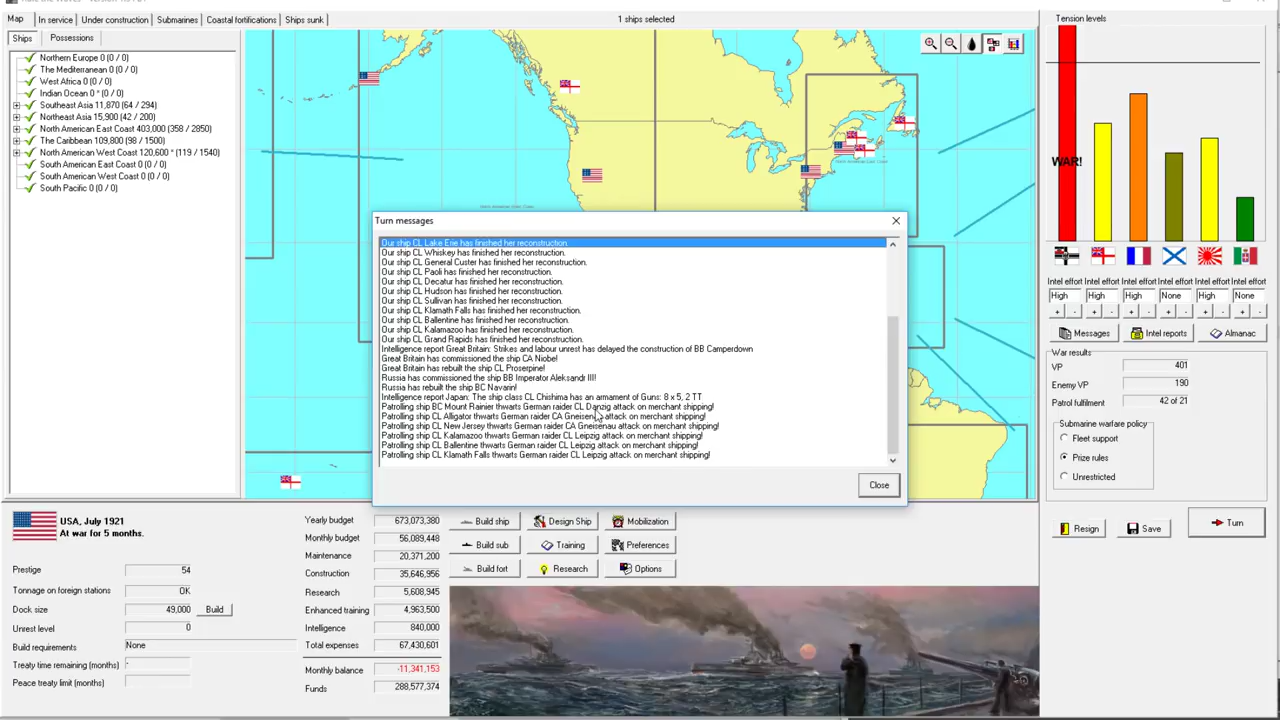 Map
In service
Under construction
Submarines
Coastal fortifications
Ships sunk
1 ships selected
Ships
Possessions
Northern Europe 0 (0 / 0)
The Mediterranean 0 (0 / 0)
West Africa 0 (0 / 0)
Indian Ocean 0 * (0 / 0)
Southeast Asia 11,870 (64 / 294)
Northeast Asia 15,900 (42 / 200)
North American East Coast 403,000 (358 / 2850)
The Caribbean 109,800 (98 / 1500)
North American West Coast 120,600 * (119 / 1540)
South American East Coast 0 (0 / 0)
South American West Coast 0 (0 / 0)
South Pacific 0 (0 / 0)
Turn messages
Our ship CL Lake Erie has finished her reconstruction.
Our ship CL Whiskey has finished her reconstruction.
Our ship CL General Custer has finished her reconstruction.
Our ship CL Paoli has finished her reconstruction.
Our ship CL Decatur has finished her reconstruction.
Our ship CL Hudson has finished her reconstruction.
Our ship CL Sullivan has finished her reconstruction.
Our ship CL Klamath Falls has finished her reconstruction.
Our ship CL Ballentine has finished her reconstruction.
Our ship CL Kalamazoo has finished her reconstruction.
Our ship CL Grand Rapids has finished her reconstruction.
Intelligence report Great Britain: Strikes and labour unrest has delayed the construction of BB Camperdown
Great Britain has commissioned the ship CA Niobe!
Great Britain has rebuilt the ship CL Proserpine!
Russia has commissioned the ship BB Imperator Aleksandr III!
Russia has rebuilt the ship BC Navarin!
Intelligence report Japan: The ship class CL Chishima has an armament of Guns: 8 x 5, 2 TT
Patrolling ship BC Mount Rainier thwarts German raider CL Danzig attack on merchant shipping!
Patrolling ship CL Alligator thwarts German raider CA Gneisenau attack on merchant shipping!
Patrolling ship CL New Jersey thwarts German raider CA Gneisenau attack on merchant shipping!
Patrolling ship CL Kalamazoo thwarts German raider CL Leipzig attack on merchant shipping!
Patrolling ship CL Ballentine thwarts German raider CL Leipzig attack on merchant shipping!
Patrolling ship CL Klamath Falls thwarts German raider CL Leipzig attack on merchant shipping!
Close
Tension levels
WAR!
Intel effort Intel effort Intel effort Intel effort Intel effort Intel effort
High High High None High None
+ - + - + - + - + - + -
Messages
Intel reports
Almanac
War results
VP 401
Enemy VP 190
Patrol fulfilment 42 of 21
Submarine warfare policy
Fleet support
Prize rules
Unrestricted
Resign
Save
Turn
USA, July 1921
At war for 5 months.
Prestige 54
Tonnage on foreign stations OK
Dock size 49,000 Build
Unrest level 0
Build requirements None
Treaty time remaining (months) -
Peace treaty limit (months)
Yearly budget 673,073,380
Monthly budget 56,089,448
Maintenance 20,371,200
Construction 35,646,956
Research 5,608,945
Enhanced training 4,963,500
Intelligence 840,000
Total expenses 67,430,601
Monthly balance -11,341,153
Funds 288,577,374
Build ship
Design Ship
Mobilization
Build sub
Training
Preferences
Build fort
Research
Options